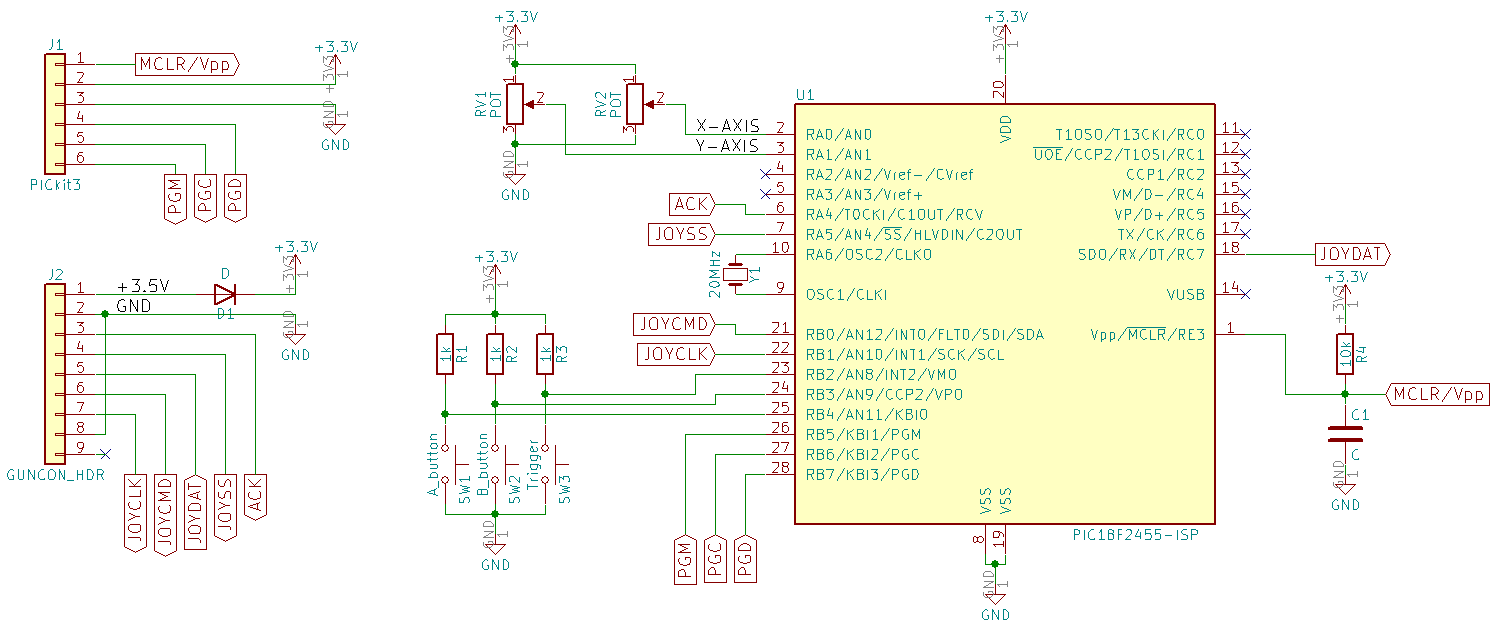 J1
1
MCLR/Vpp
2
3
4
5
6
PICkit3
+3.3V
+3V3
1
GND
1
GND
PGM
PGC
PGD
J2
1
+3.5V
2
GND
3
4
5
6
7
8
9
GUNCON_HDR
D
D1
+3.3V
+3V3
1
GND
1
GND
JOYCLK
JOYCMD
JOYDAT
JOYSS
ACK
+3.3V
+3V3
1
RV1
POT
1
2
3
RV2
POT
1
2
3
GND
1
GND
X-AXIS
Y-AXIS
ACK
JOYSS
20MHz
Y1
JOYCMD
JOYCLK
+3.3V
+3V3
1
1k
R1
1k
R2
1k
R3
A_button
SW1
B_button
SW2
Trigger
SW3
GND
1
GND
PGM
PGC
PGD
+3.3V
+3V3
1
U1
20
VDD
2 RA0/AN0
3 RA1/AN1
4 RA2/AN2/Vref-/CVref
5 RA3/AN3/Vref+
6 RA4/T0CKI/C1OUT/RCV
7 RA5/AN4/SS/HLVDIN/C2OUT
10 RA6/OSC2/CLKO
9 OSC1/CLKI
21 RB0/AN12/INT0/FLT0/SDI/SDA
22 RB1/AN10/INT1/SCK/SCL
23 RB2/AN8/INT2/VMO
24 RB3/AN9/CCP2/VPO
25 RB4/AN11/KBI0
26 RB5/KBI1/PGM
27 RB6/KBI2/PGC
28 RB7/KBI3/PGD
T1OSO/T13CKI/RC0 11
UOE/CCP2/T1OSI/RC1 12
CCP1/RC2 13
VM/D-/RC4 15
VP/D+/RC5 16
TX/CK/RC6 17
SDO/RX/DT/RC7 18
VUSB 14
Vpp/MCLR/RE3 1
VSS
VSS
8
19
PIC18F2455-ISP
GND
1
GND
JOYDAT
+3.3V
+3V3
1
10k
R4
MCLR/Vpp
C1
C
GND
1
GND